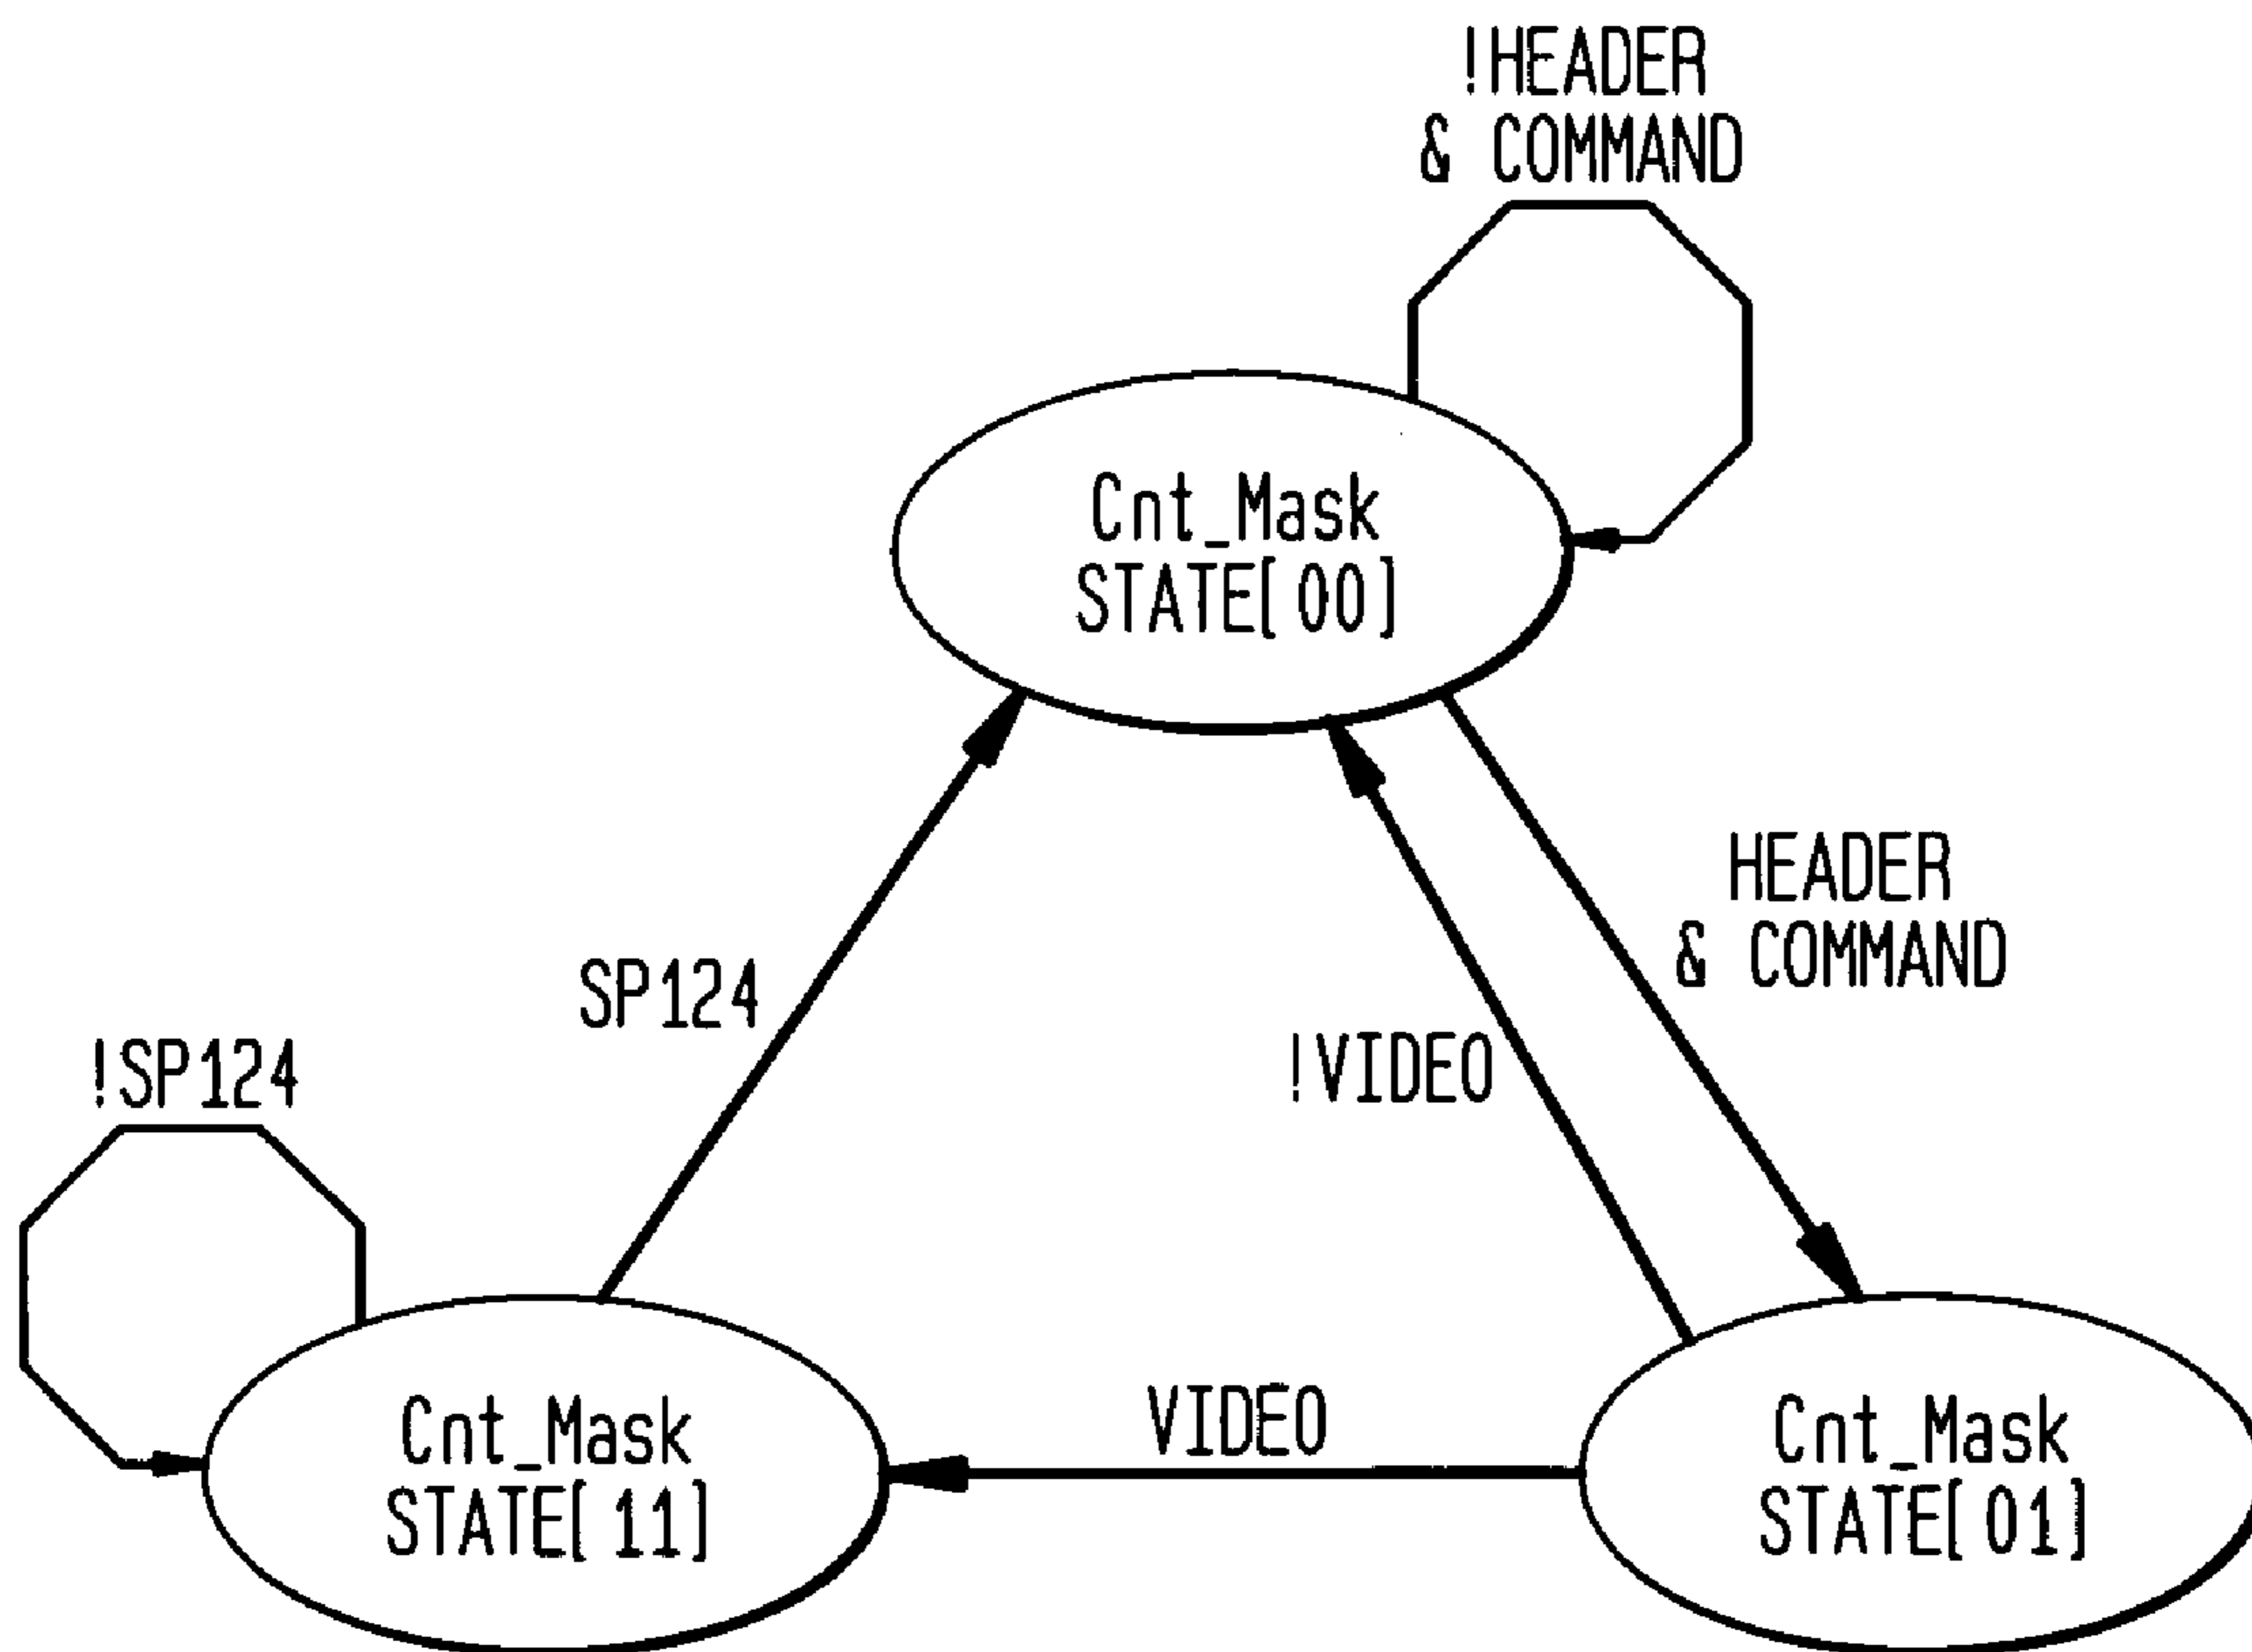 !HEADER
& COMMAND
Cnt_Mask
STATE[00]
HEADER
& COMMAND
SP124
!VIDEO
!SP124
VIDEO
Cnt_Mask
STATE[11]
Cnt_Mask
STATE[01]